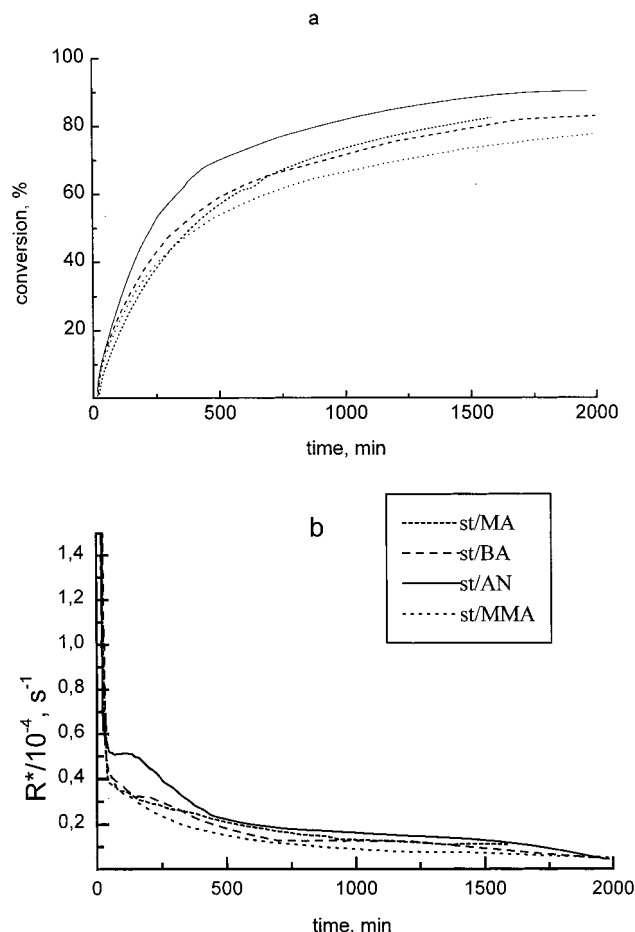 a
100
80
60
40
20
conversion, %
0
500
1000
1500
2000
time, min
b
st/MA
st/BA
st/AN
st/MMA
1,4
1,2
1,0
0,8
0,6
0,4
0,2
R*/10⁻⁴, s⁻¹
0
500
1000
1500
2000
time, min